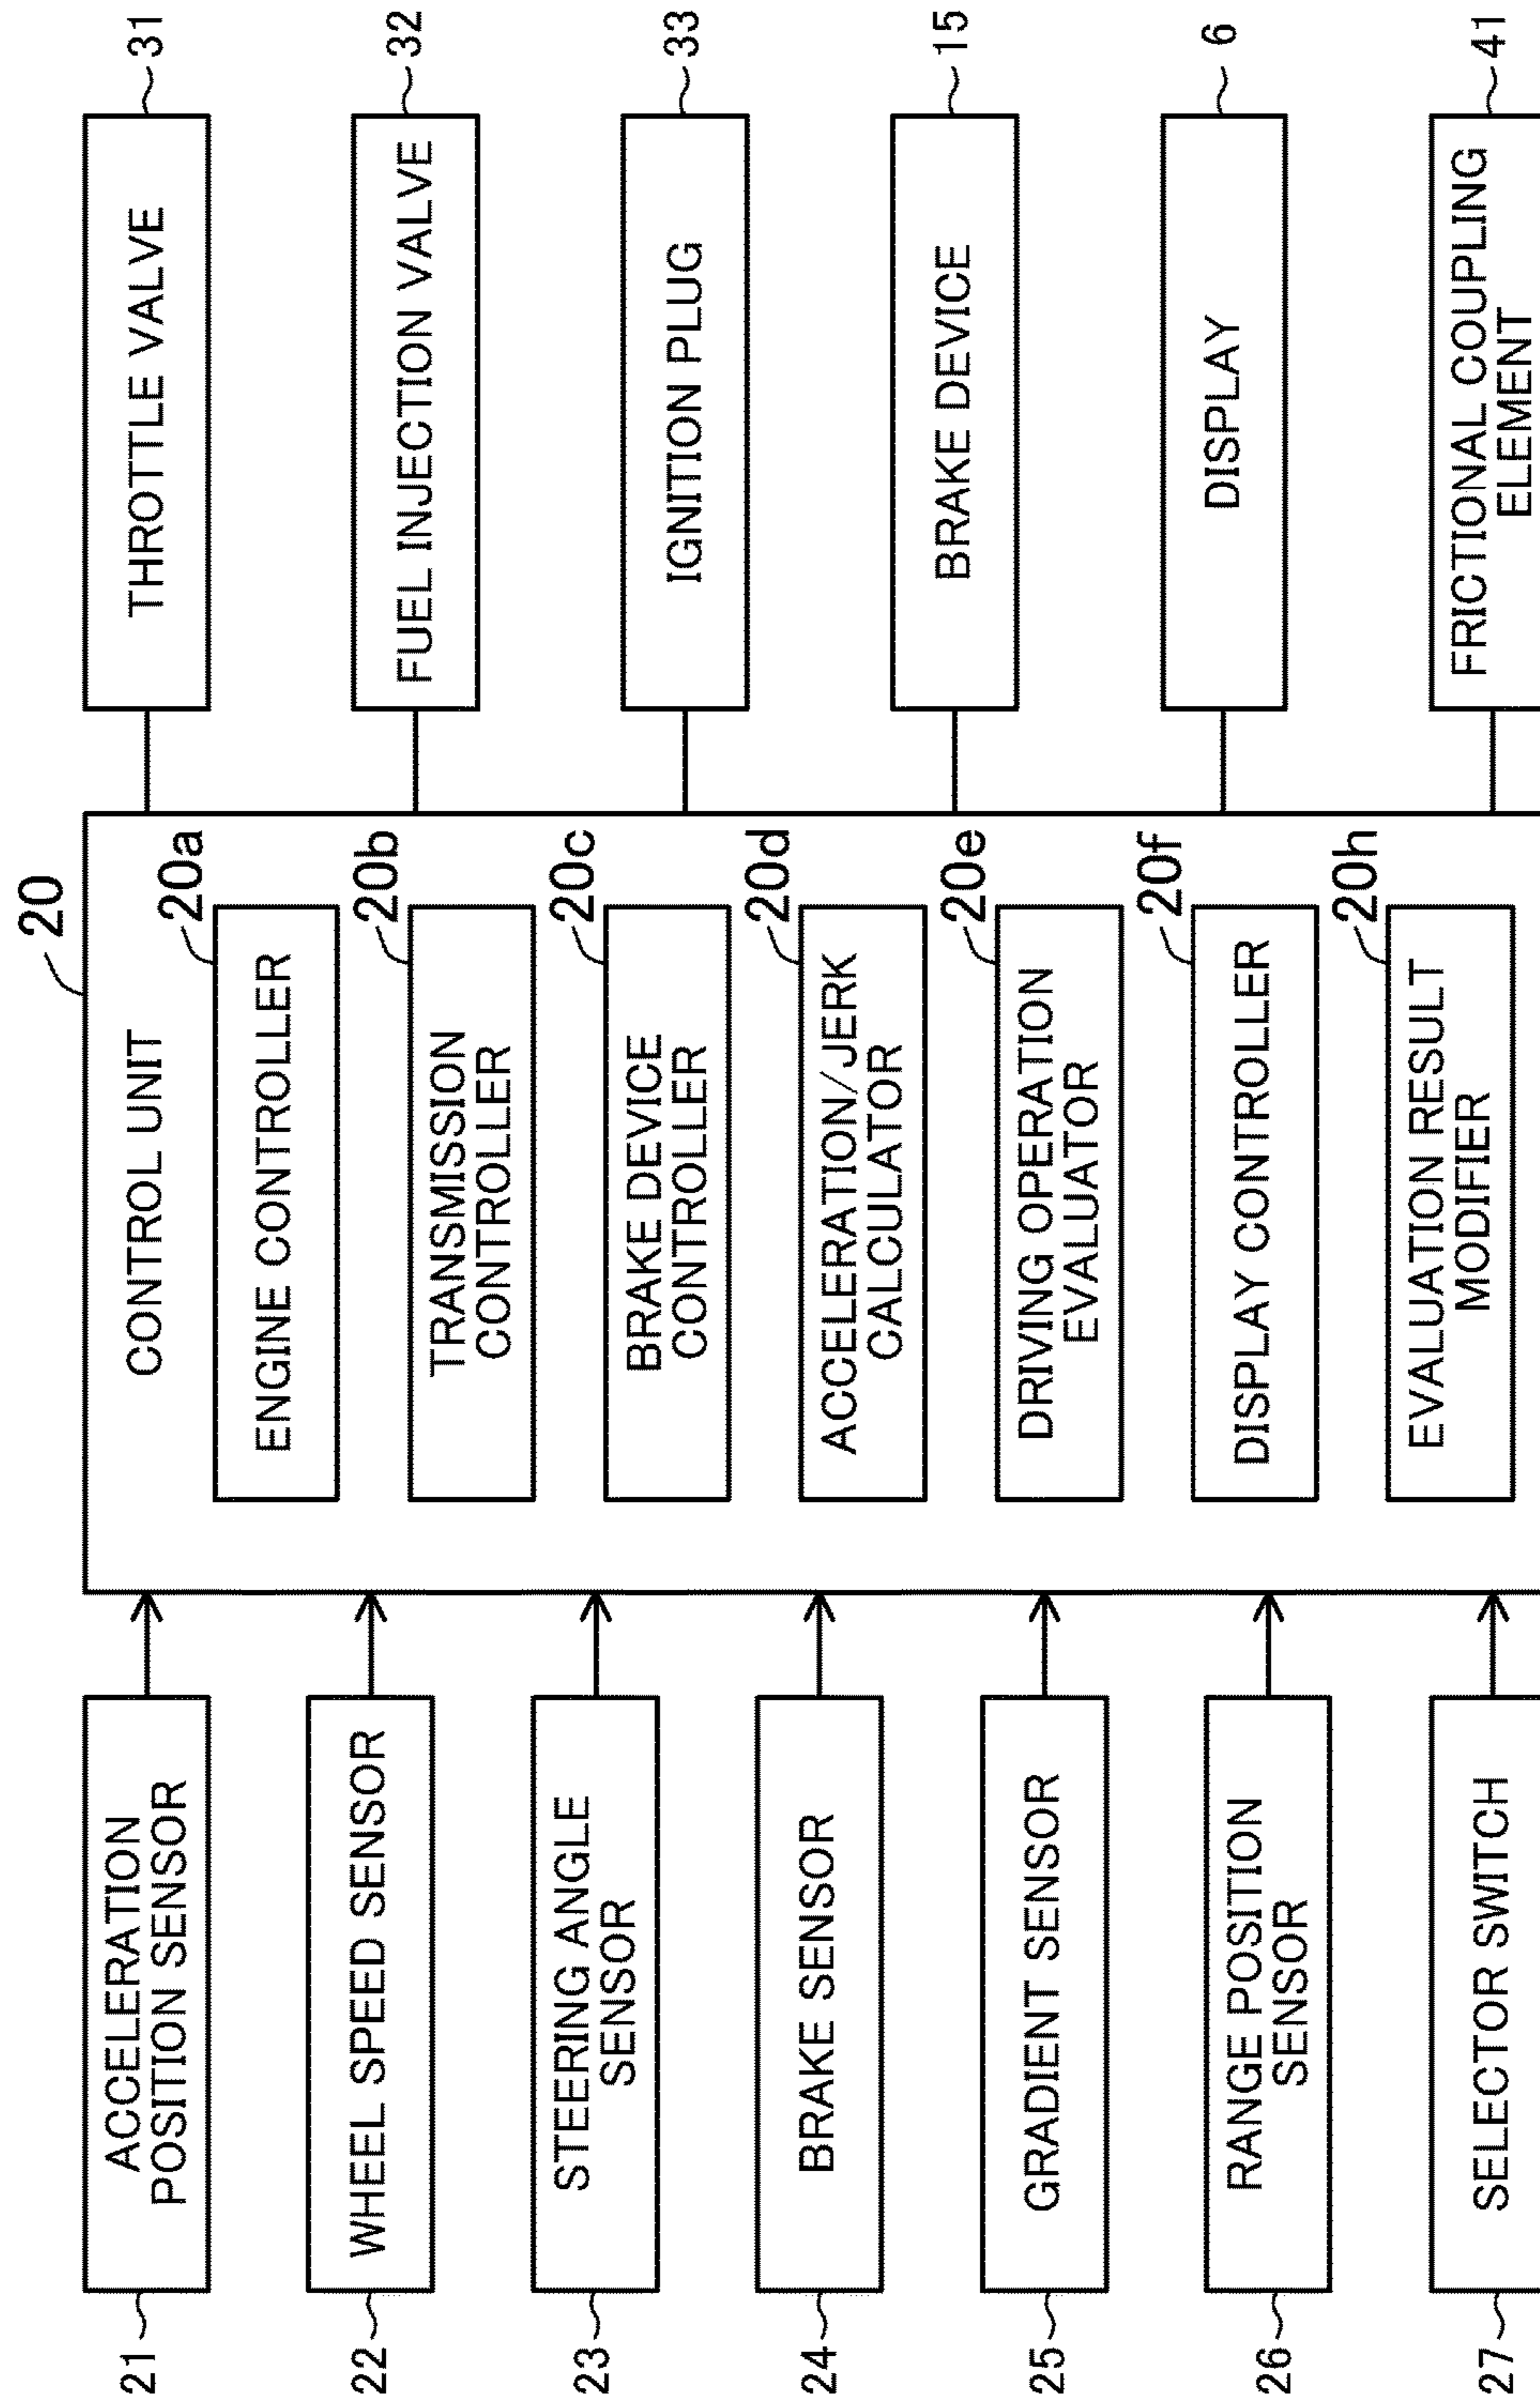 20
CONTROL UNIT
21
ACCELERATION
POSITION SENSOR
22
WHEEL SPEED SENSOR
23
STEERING ANGLE
SENSOR
24
BRAKE SENSOR
25
GRADIENT SENSOR
26
RANGE POSITION
SENSOR
27
SELECTOR SWITCH
20a
ENGINE CONTROLLER
20b
TRANSMISSION
CONTROLLER
20c
BRAKE DEVICE
CONTROLLER
20d
ACCELERATION/JERK
CALCULATOR
20e
DRIVING OPERATION
EVALUATOR
20f
DISPLAY CONTROLLER
20h
EVALUATION RESULT
MODIFIER
THROTTLE VALVE
31
FUEL INJECTION VALVE
32
IGNITION PLUG
33
BRAKE DEVICE
15
DISPLAY
6
FRICTIONAL COUPLING
ELEMENT
41